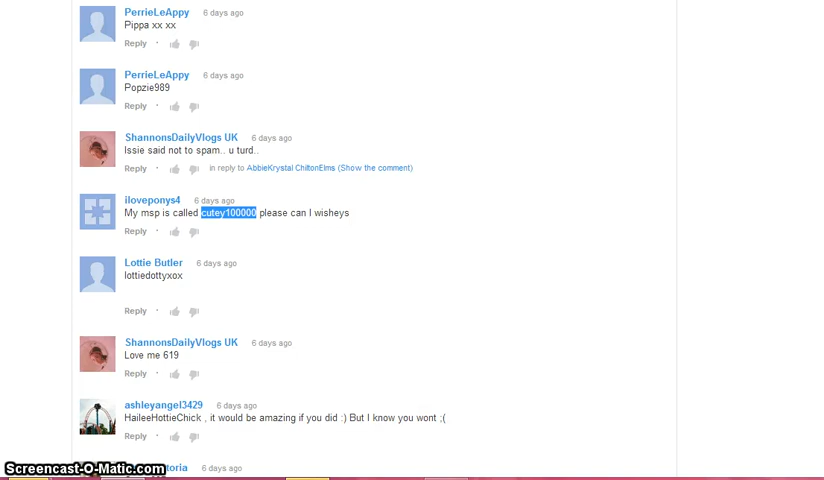 PerrieLeAppy 6 days ago
Pippa xx xx
Reply ·
PerrieLeAppy 6 days ago
Popzie989
Reply ·
ShannonsDailyVlogs UK 6 days ago
Issie said not to spam.. u turd..
Reply · in reply to AbbieKrystal ChiltonElms (Show the comment)
iloveponys4 6 days ago
My msp is called cutey100000 please can I wisheys
Reply ·
Lottie Butler 6 days ago
lottiedottyxox
Reply ·
ShannonsDailyVlogs UK 6 days ago
Love me 619
Reply ·
ashleyangel3429 6 days ago
HaileeHottieChick , it would be amazing if you did :) But I know you wont ;(
Reply ·
6 days ago
Screencast-O-Matic.com